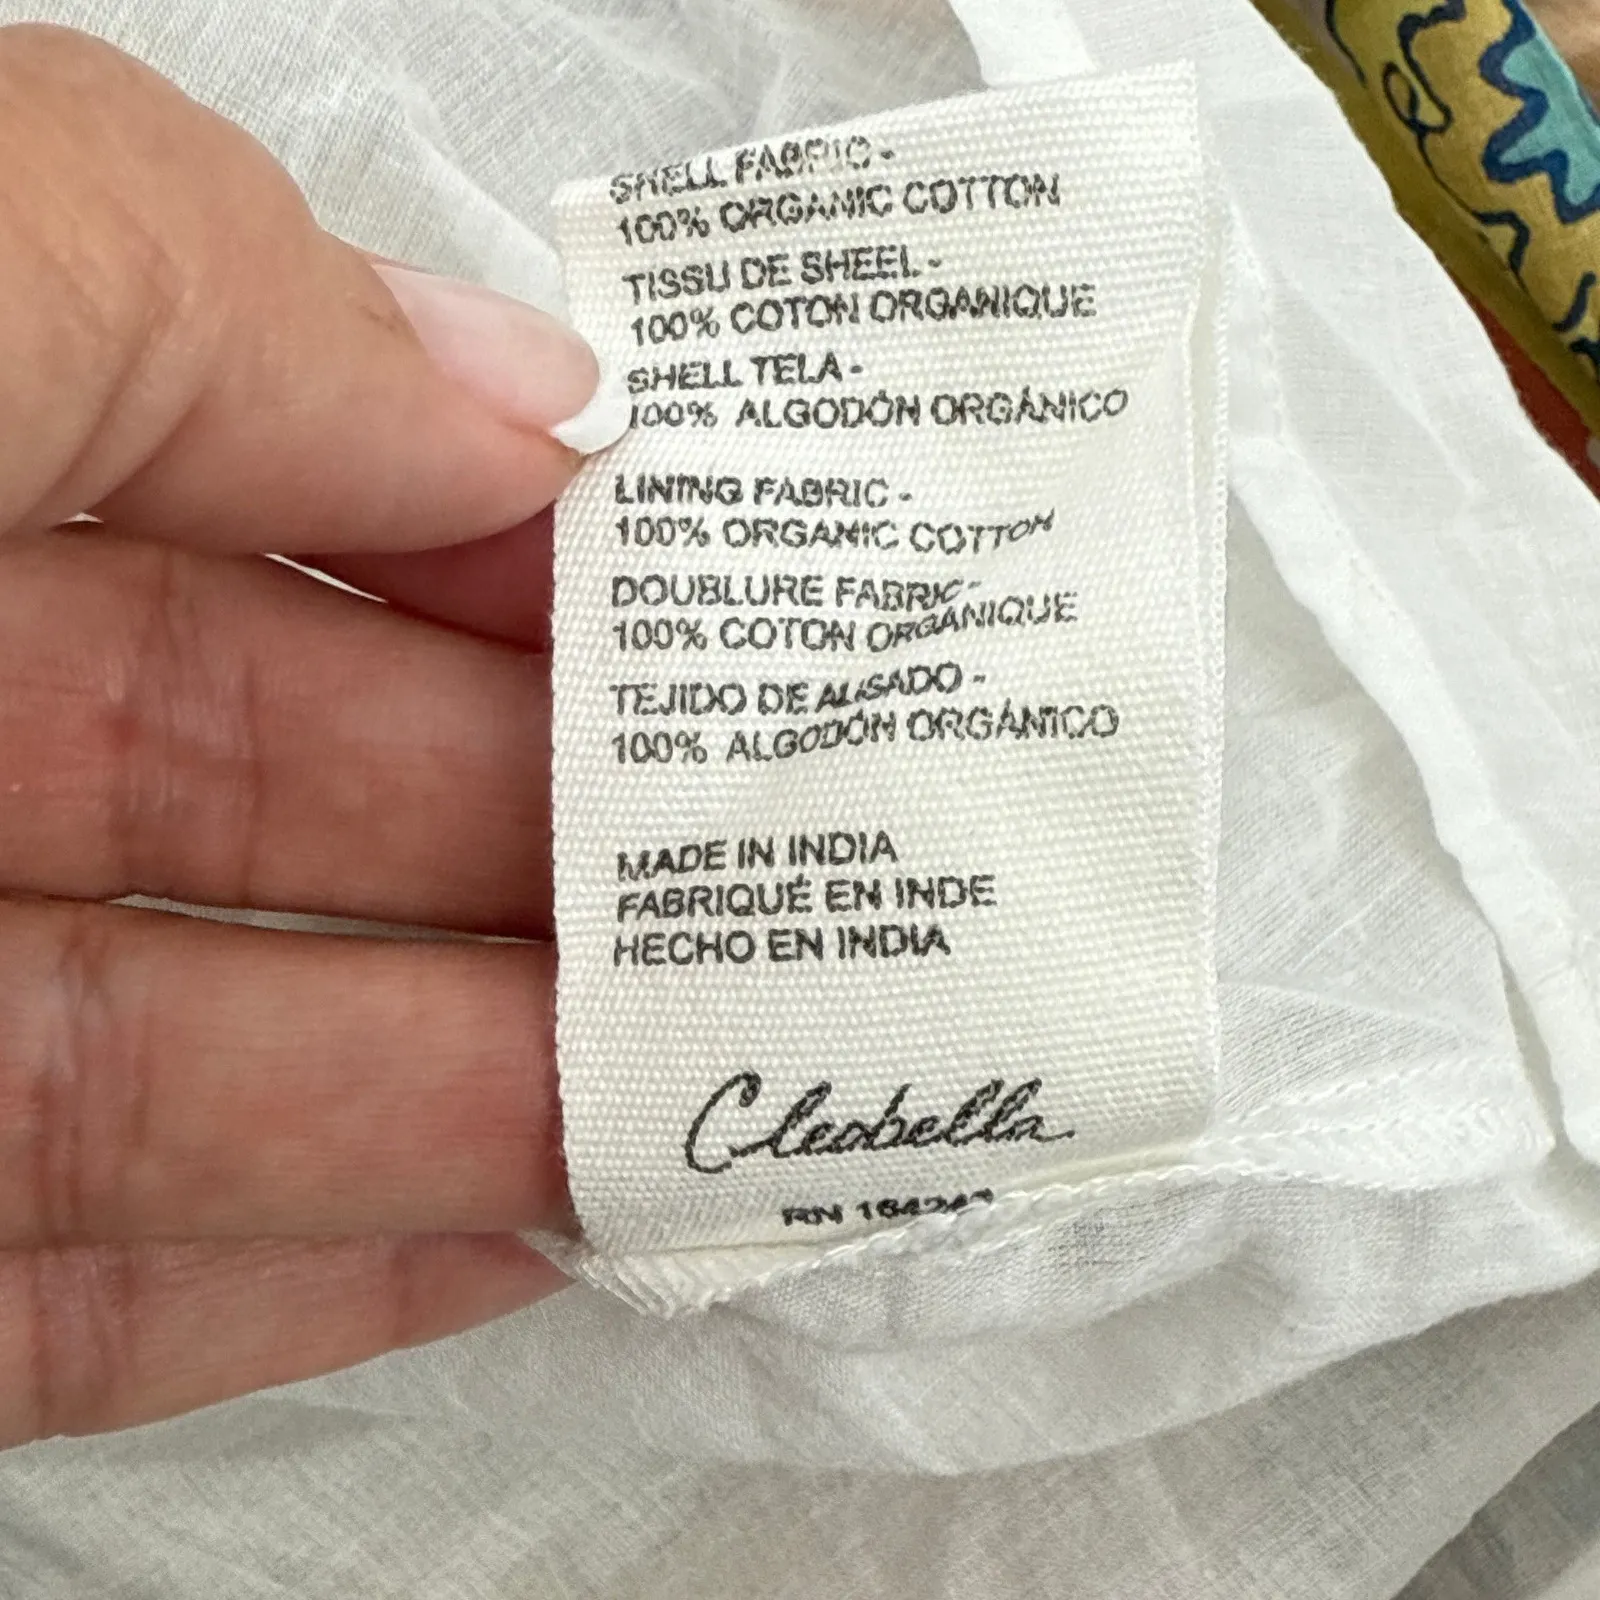 SHELL FABRIC -
100% ORGANIC COTTON
TISSU DE SHEEL -
100% COTON ORGANIQUE
SHELL TELA -
100% ALGODÓN ORGÁNICO
LINING FABRIC -
100% ORGANIC COTTON
DOUBLURE FABRIC -
100% COTON ORGANIQUE
TEJIDO DE ALISADO -
100% ALGODÓN ORGÁNICO
MADE IN INDIA
FABRIQUÉ EN INDE
HECHO EN INDIA
Cleobella
RN